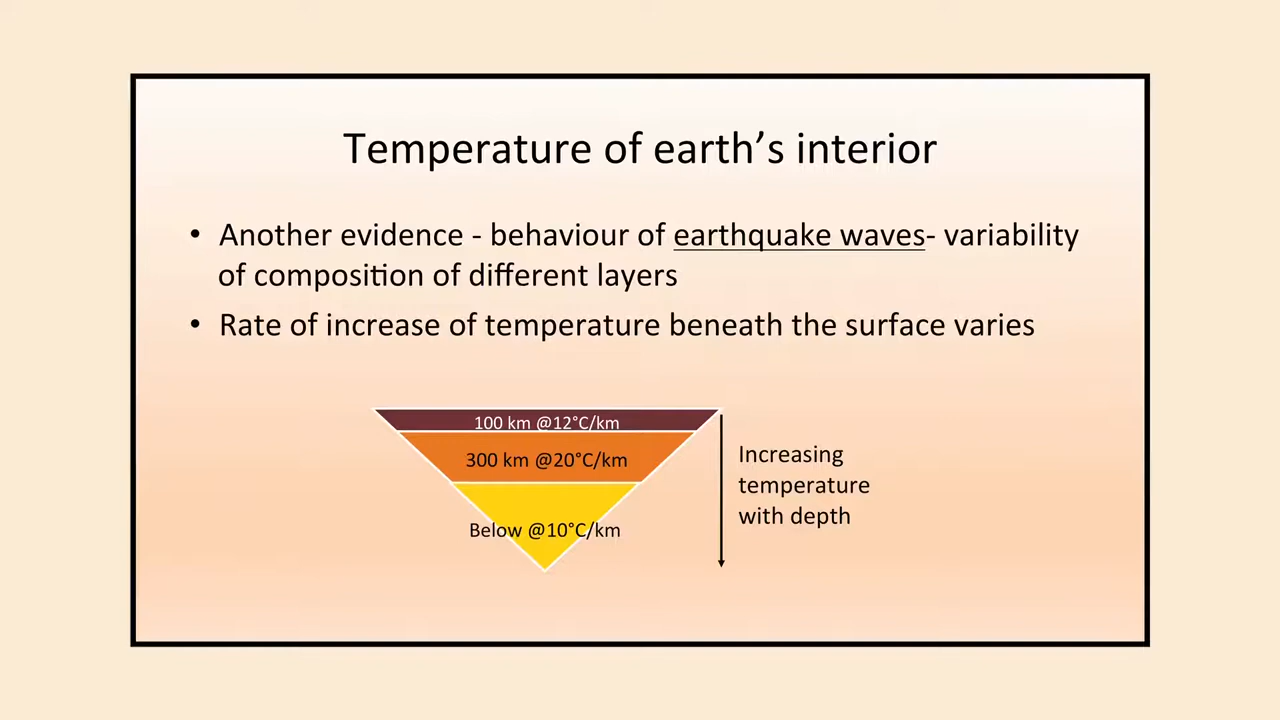 Temperature of earth’s interior
• Another evidence - behaviour of earthquake waves- variability
of composition of different layers
• Rate of increase of temperature beneath the surface varies
100 km @12°C/km
300 km @20°C/km
Below @10°C/km
Increasing
temperature
with depth